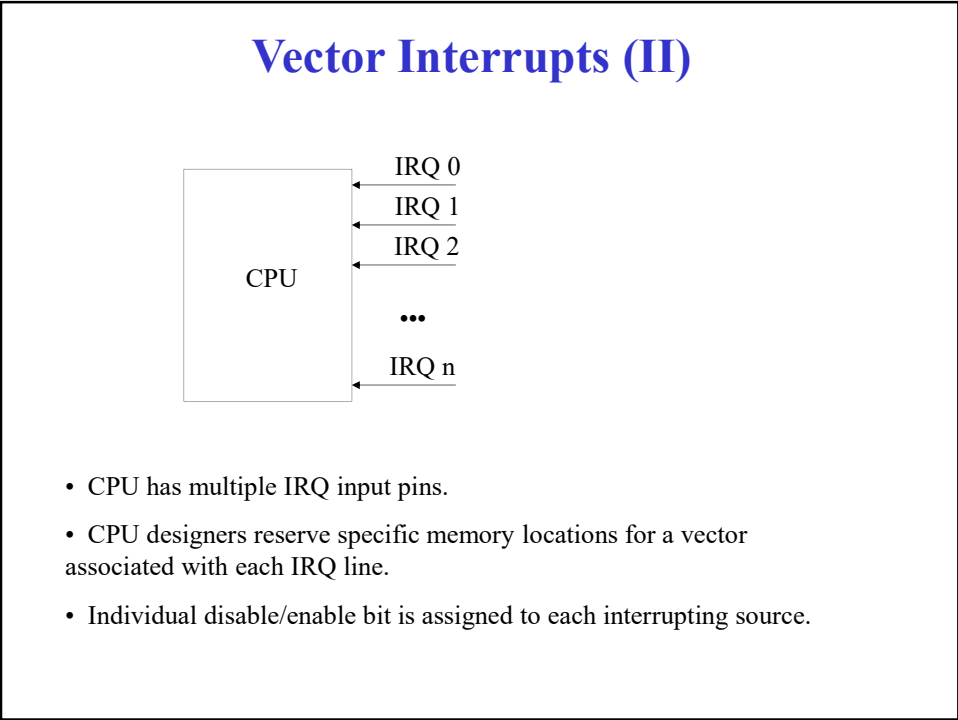 Vector Interrupts (II)
IRQ 0
IRQ 1
IRQ 2
CPU
•••
IRQ n
• CPU has multiple IRQ input pins.
• CPU designers reserve specific memory locations for a vector
associated with each IRQ line.
• Individual disable/enable bit is assigned to each interrupting source.